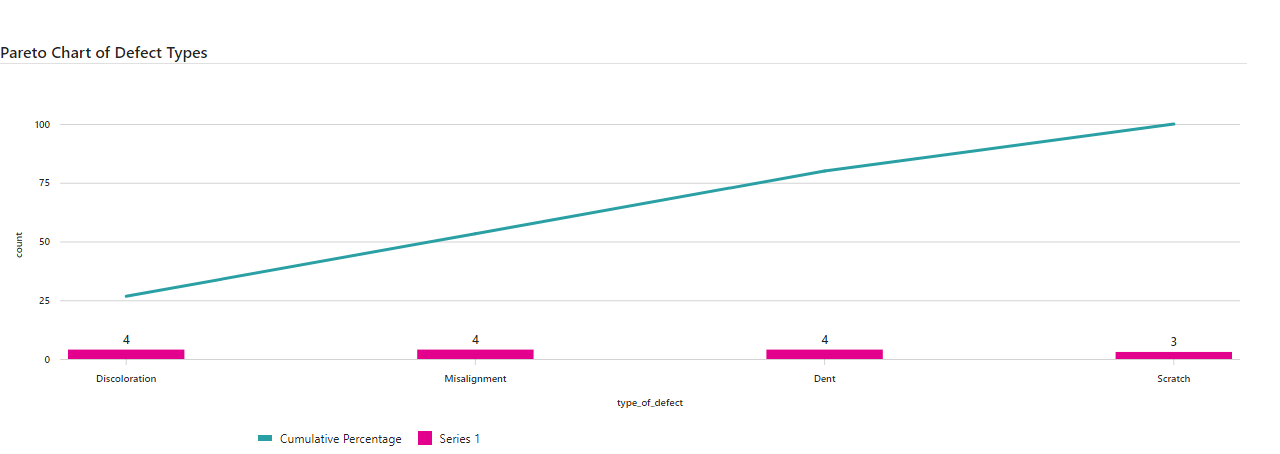 Pareto Chart of Defect Types
100
75
50
25
0
count
4
4
4
3
Discoloration
Misalignment
Dent
Scratch
type_of_defect
Cumulative Percentage
Series 1